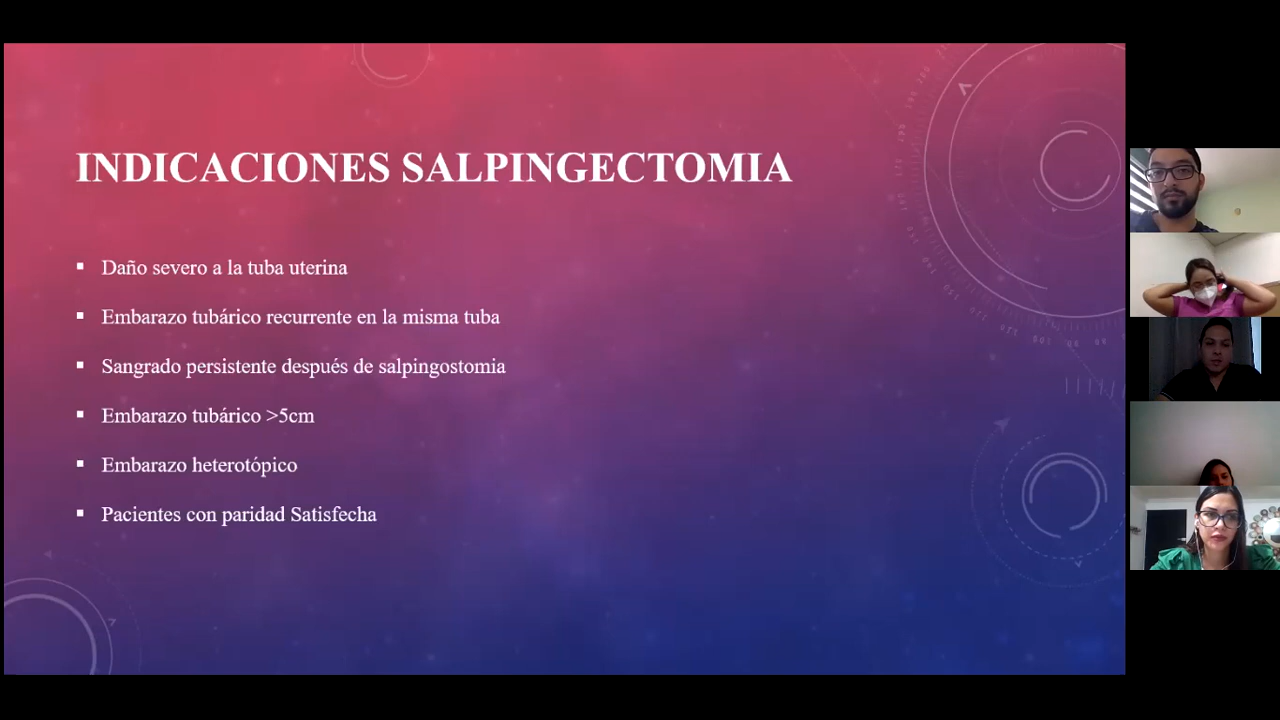 INDICACIONES SALPINGECTOMIA
Daño severo a la tuba uterina
Embarazo tubárico recurrente en la misma tuba
Sangrado persistente después de salpingostomia
Embarazo tubárico >5cm
Embarazo heterotópico
Pacientes con paridad Satisfecha